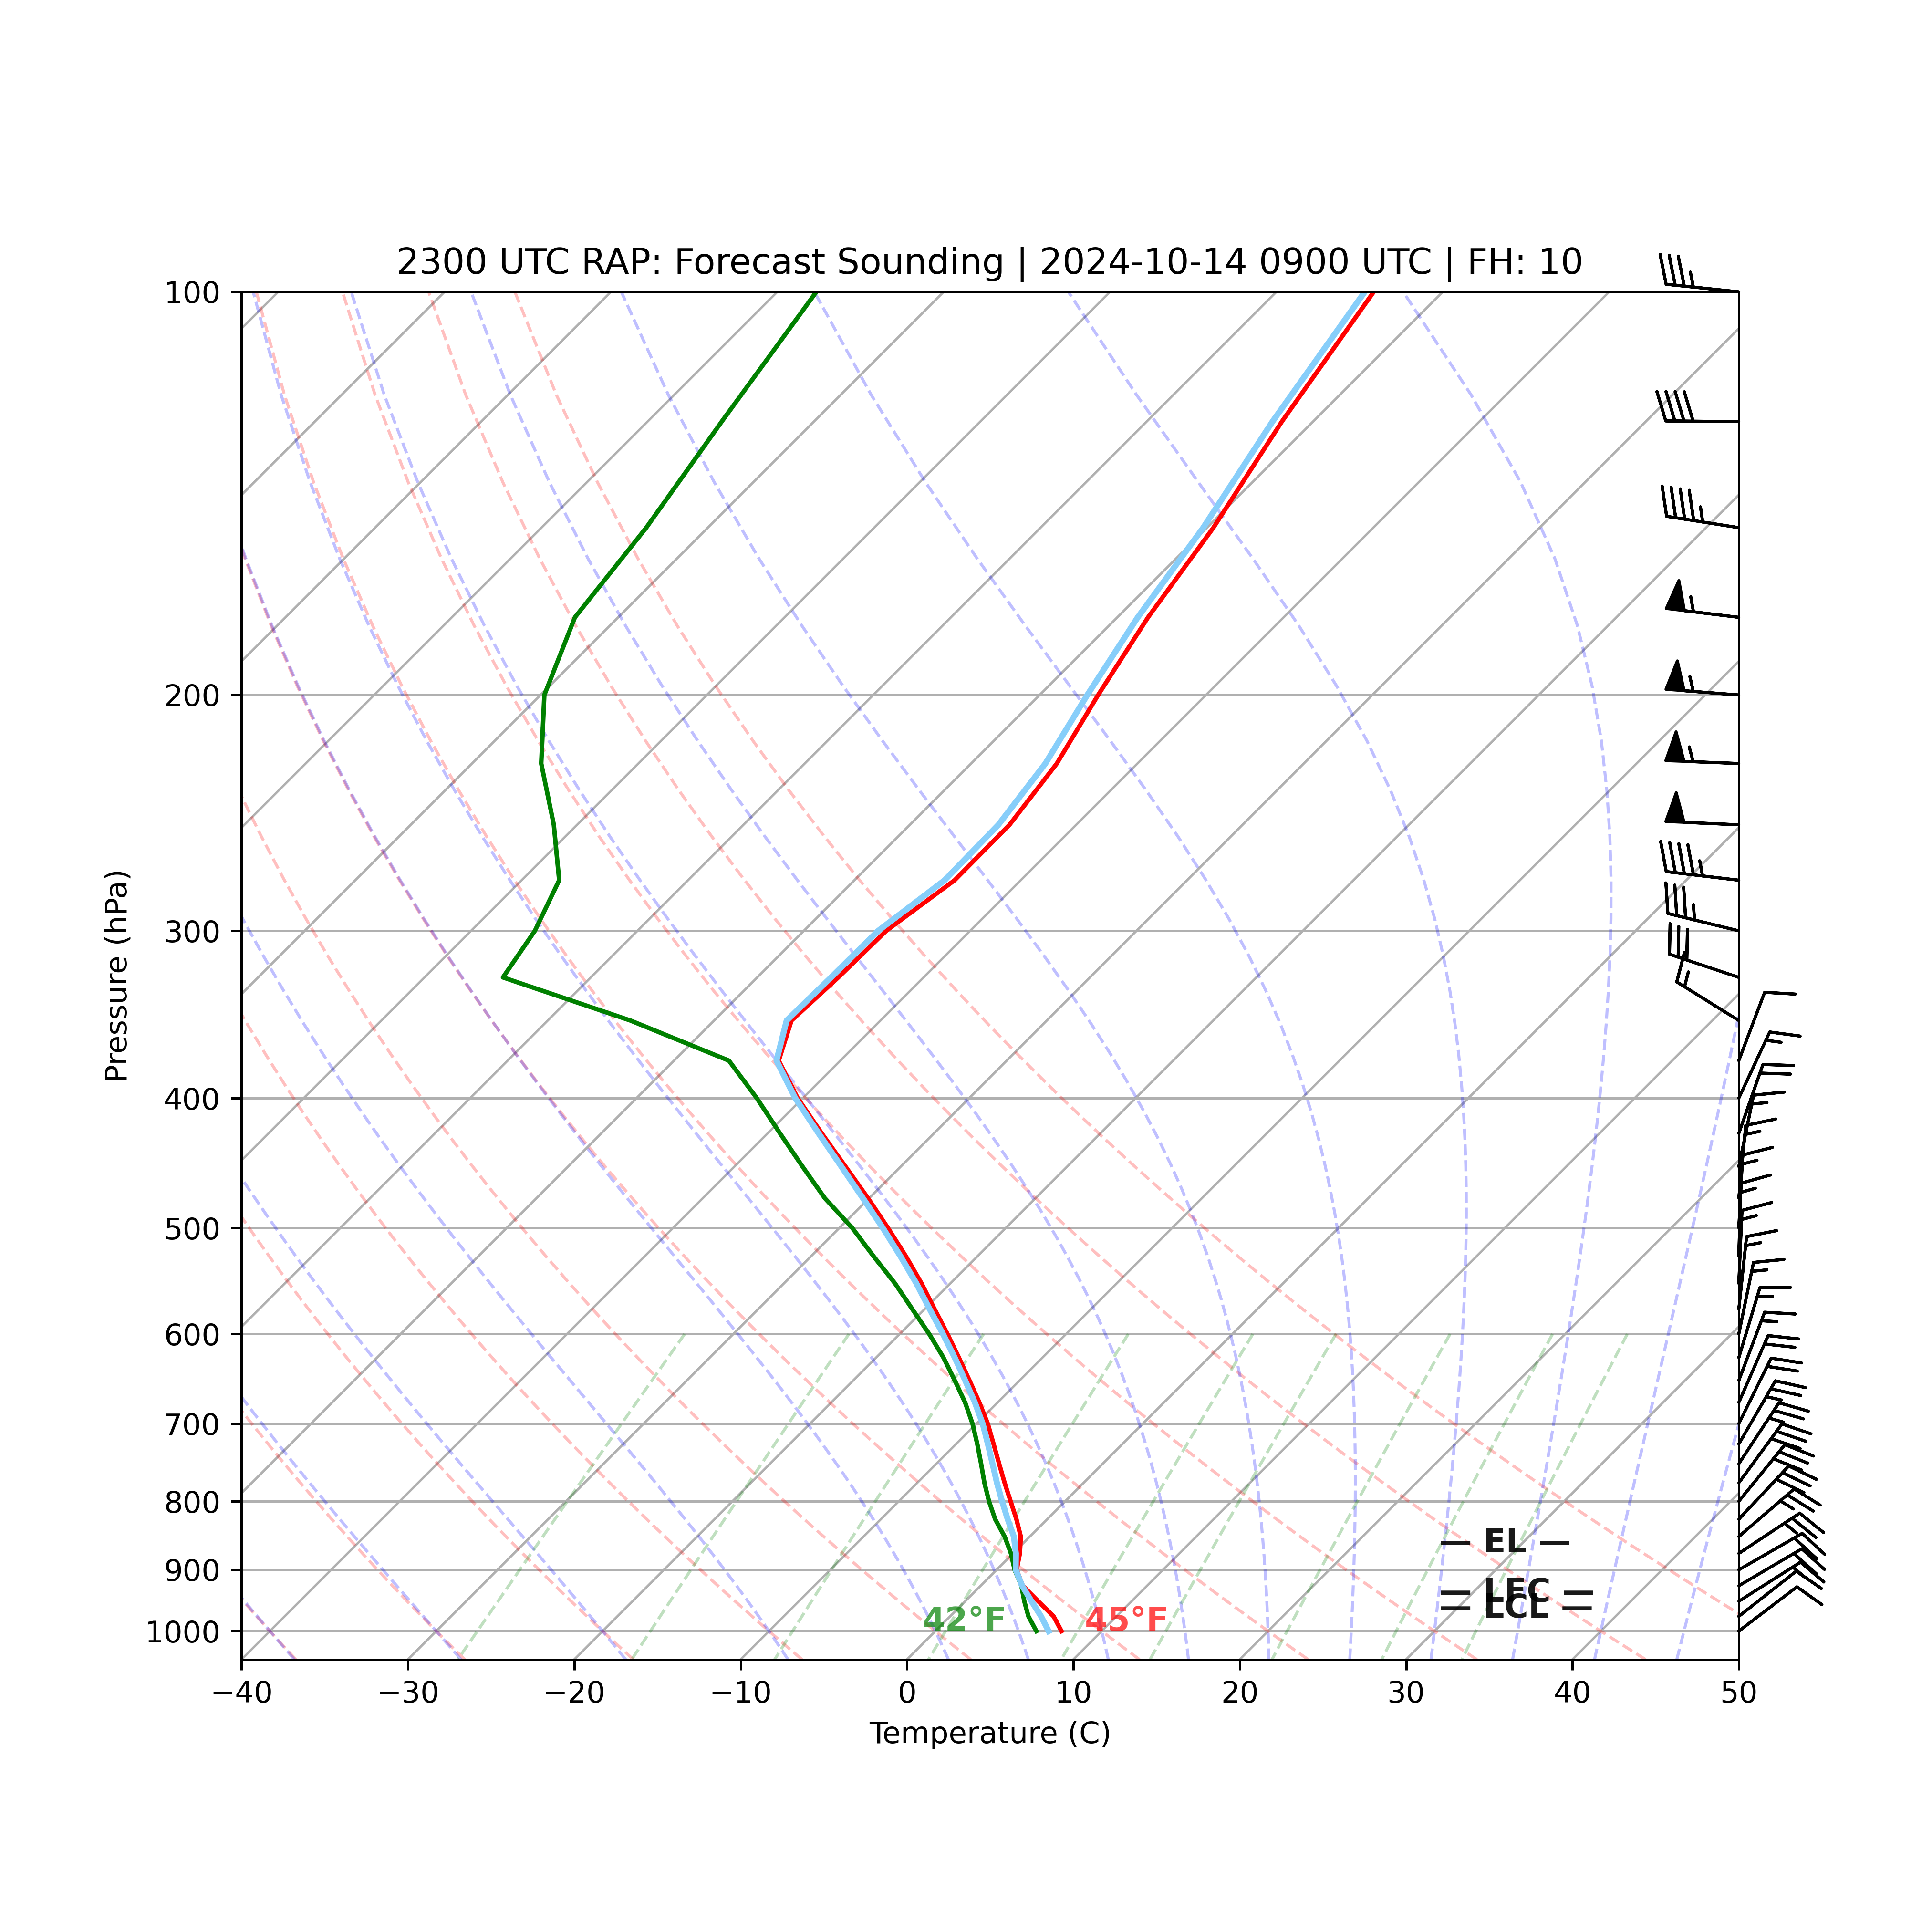 2300 UTC RAP: Forecast Sounding | 2024-10-14 0900 UTC | FH: 10
100
200
300
400
500
600
700
800
900
1000
Pressure (hPa)
— EL —
— LFC —
— LCL —
42°F 45°F
−40 −30 −20 −10 0 10 20 30 40 50
Temperature (C)